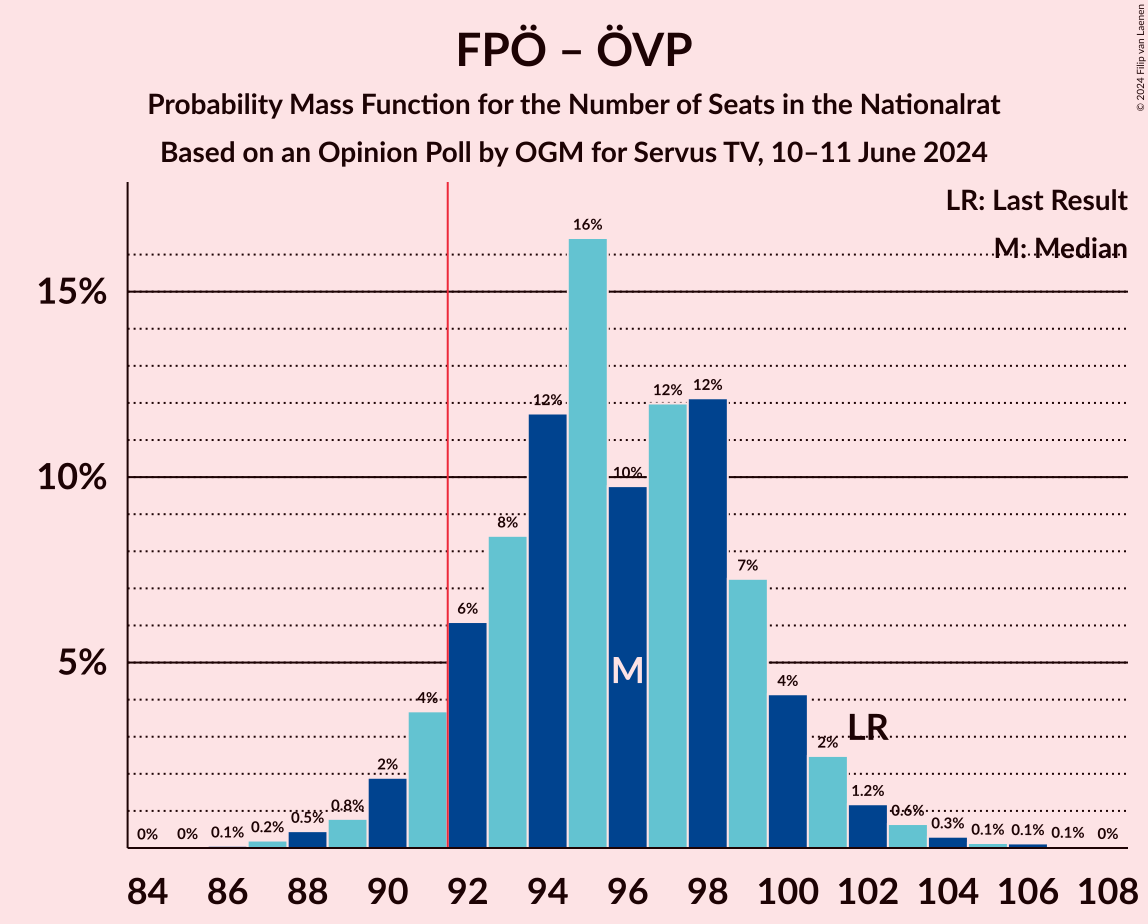 FPÖ – ÖVP
Probability Mass Function for the Number of Seats in the Nationalrat
Based on an Opinion Poll by OGM for Servus TV, 10–11 June 2024
© 2024 Filip van Laenen
LR: Last Result
M: Median
15%
10%
5%
0% 0% 0.1% 0.2% 0.5% 0.8% 2% 4% 6% 8% 12% 16% 10% 12% 12% 7% 4% 2% 1.2% 0.6% 0.3% 0.1% 0.1% 0.1% 0%
M
LR
84 86 88 90 92 94 96 98 100 102 104 106 108